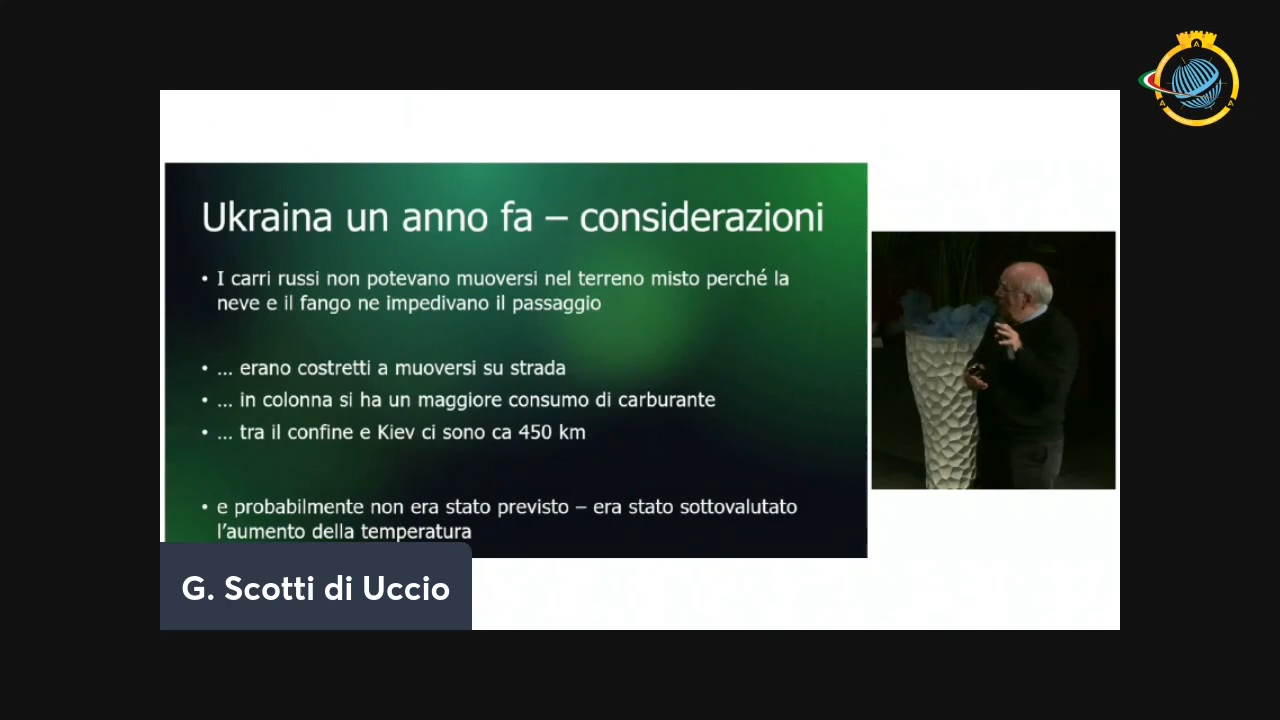 Ukraina un anno fa – considerazioni
• I carri russi non potevano muoversi nel terreno misto perché la
neve e il fango ne impedivano il passaggio
• ... erano costretti a muoversi su strada
• ... in colonna si ha un maggiore consumo di carburante
• ... tra il confine e Kiev ci sono ca 450 km
• e probabilmente non era stato previsto – era stato sottovalutato
l'aumento della temperatura
G. Scotti di Uccio